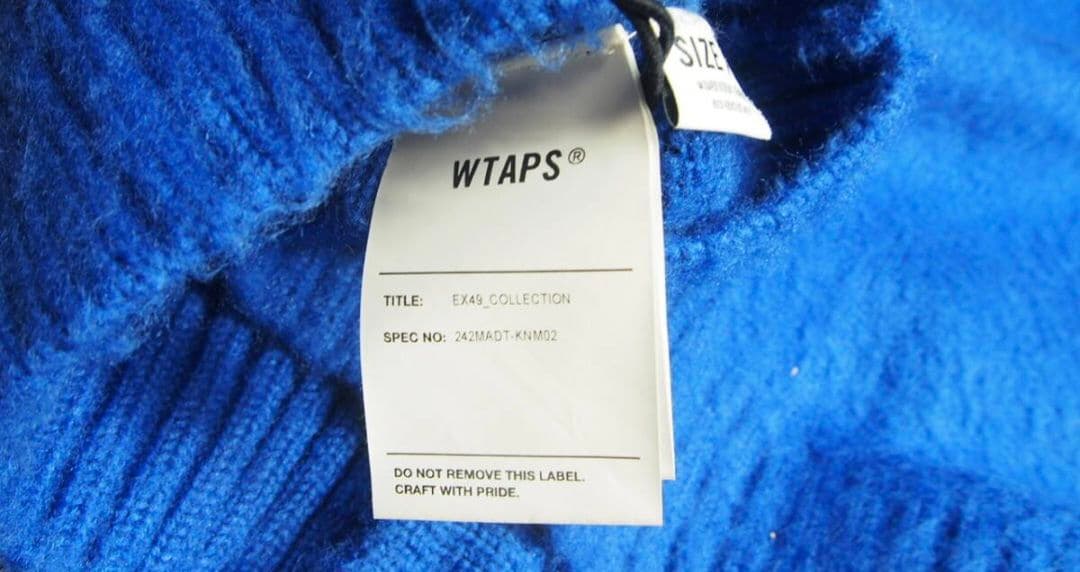 SIZE
WTAPS®
TITLE: EX49_COLLECTION
SPEC NO: 242MADT-KNM02
DO NOT REMOVE THIS LABEL.
CRAFT WITH PRIDE.